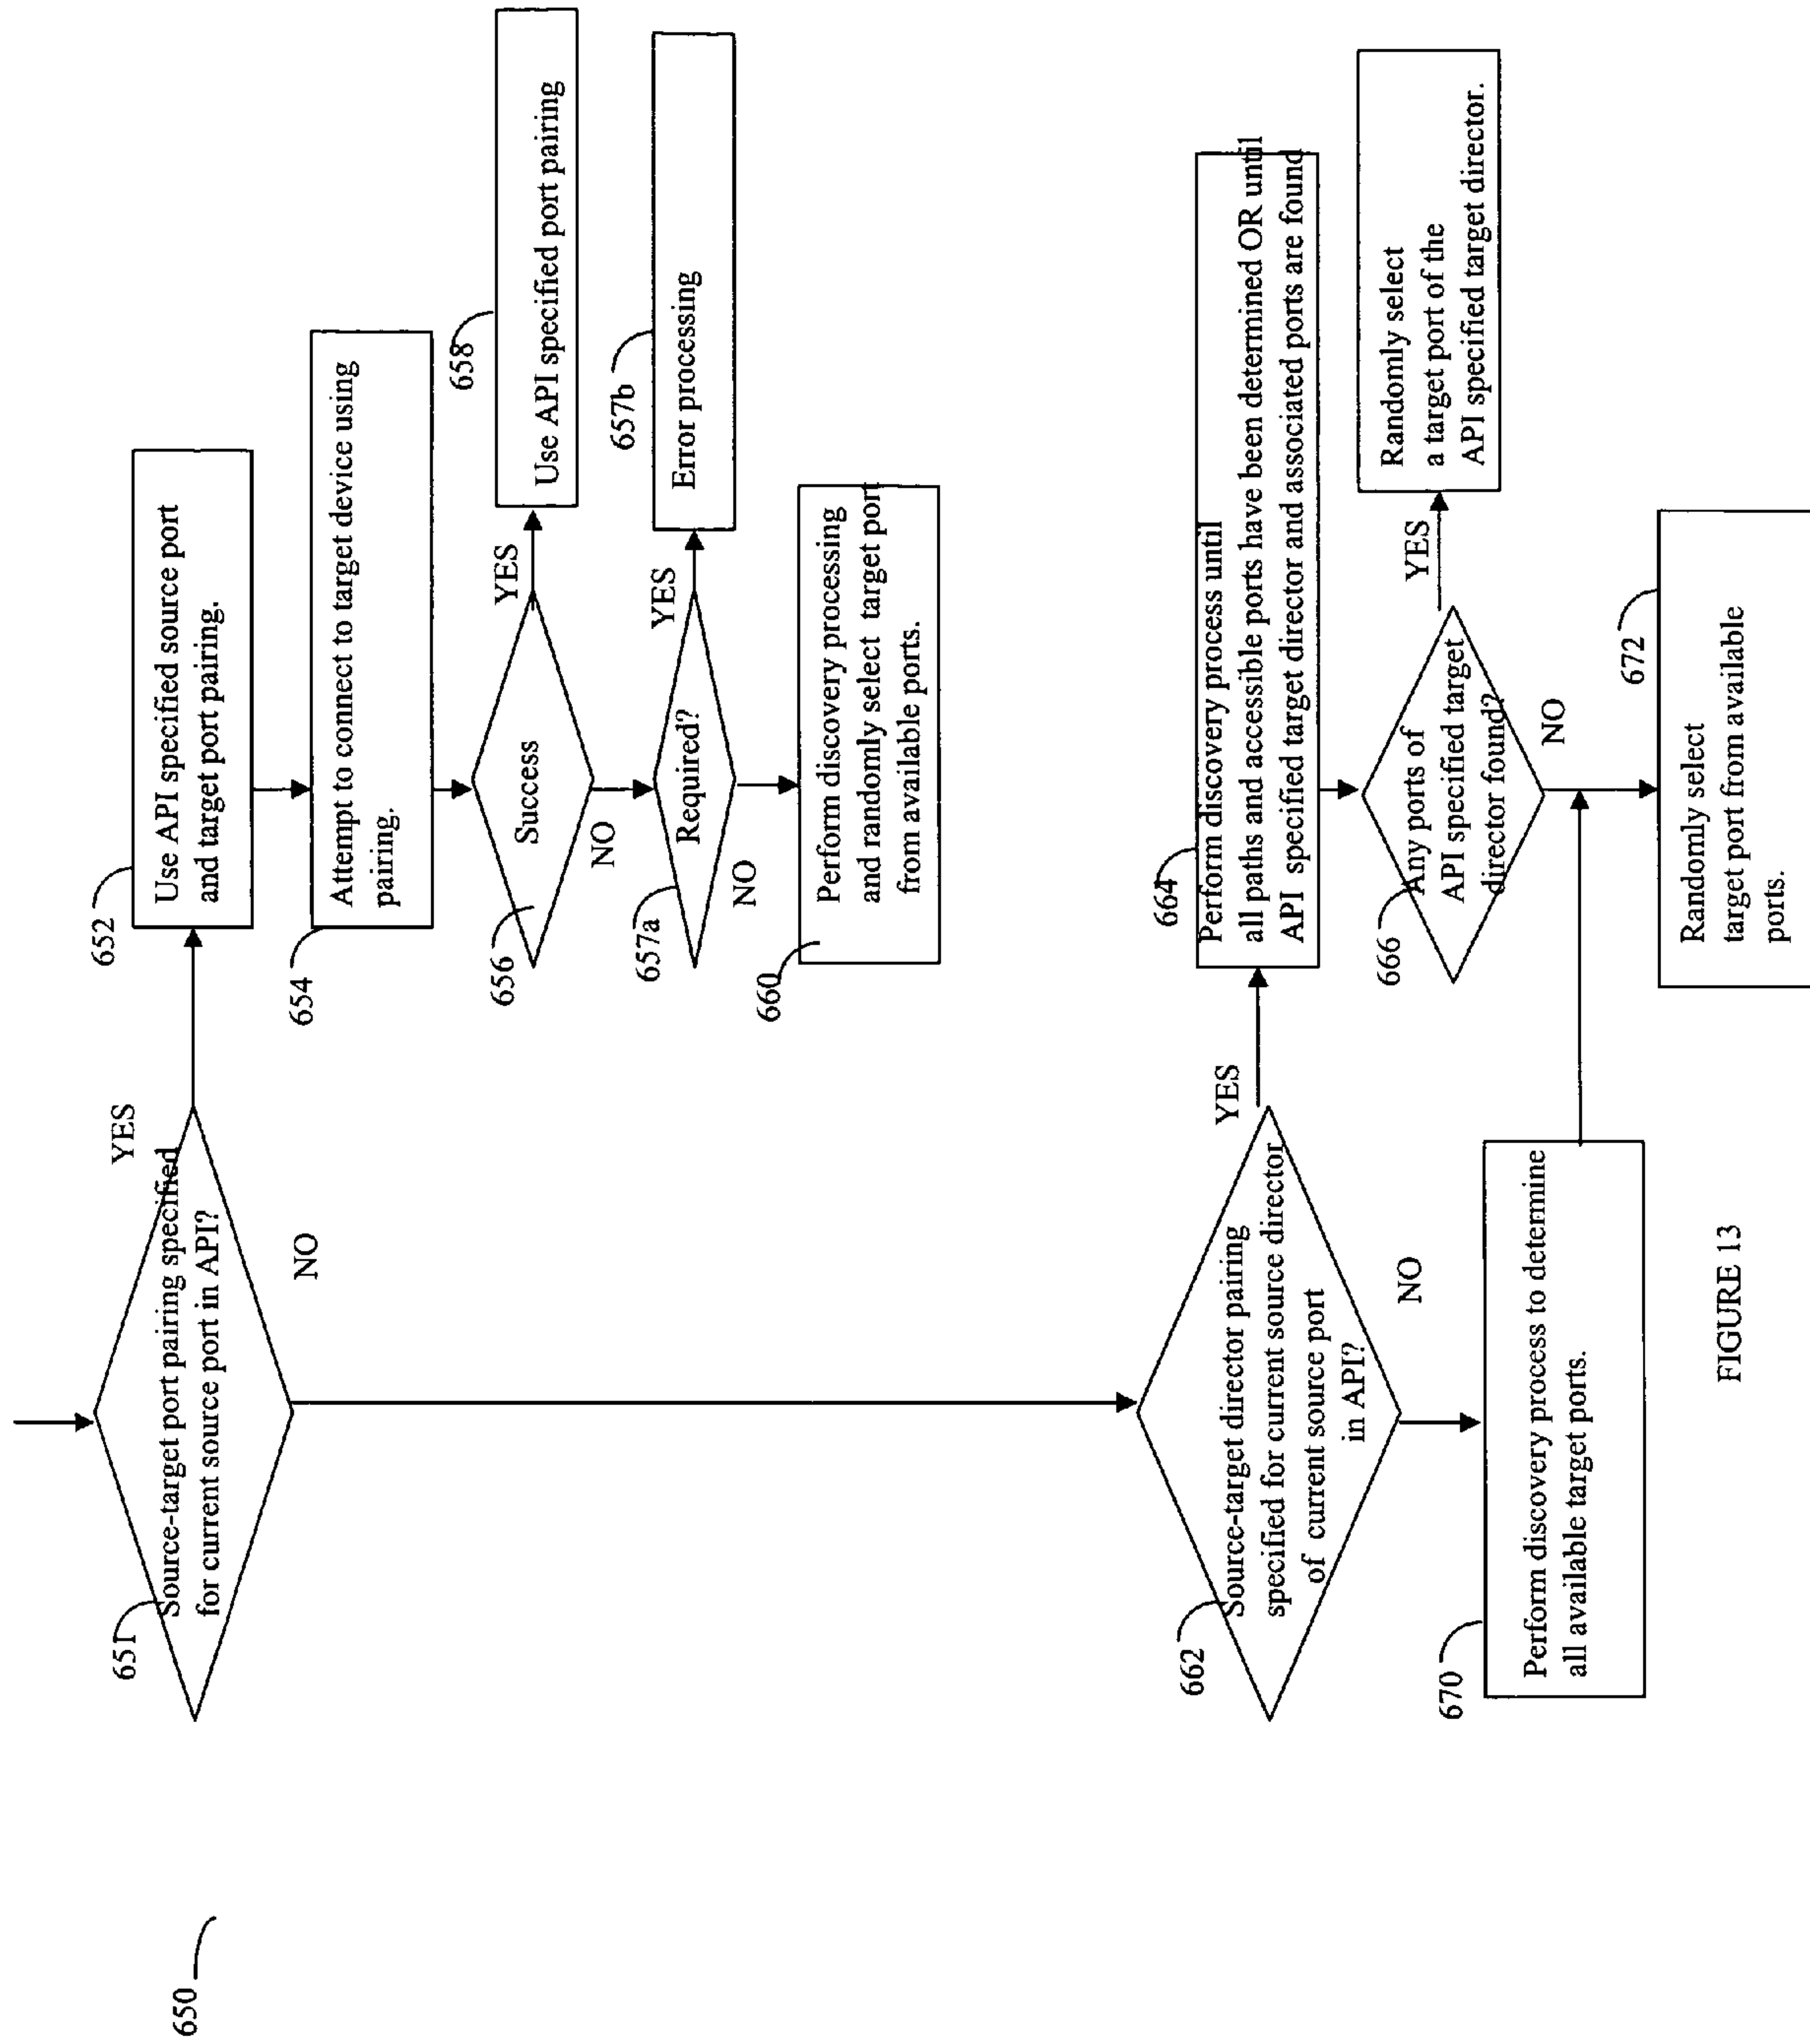 650
651
Source-target port pairing specified
for current source port in API?
YES
NO
652
Use API specified source port
and target port pairing.
654
Attempt to connect to target device using
pairing.
656
Success
YES
NO
658
Use API specified port pairing
657a
Required?
YES
NO
657b
Error processing
660
Perform discovery processing
and randomly select target port
from available ports.
662
Source-target director pairing
specified for current source director
of current source port
in API?
YES
NO
664
Perform discovery process until
all paths and accessible ports have been determined OR until
API specified target director and associated ports are found
666
Any ports of
API specified target
director found?
YES
NO
Randomly select
a target port of the
API specified target director.
670
Perform discovery process to determine
all available target ports.
672
Randomly select
target port from available
ports.
FIGURE 13